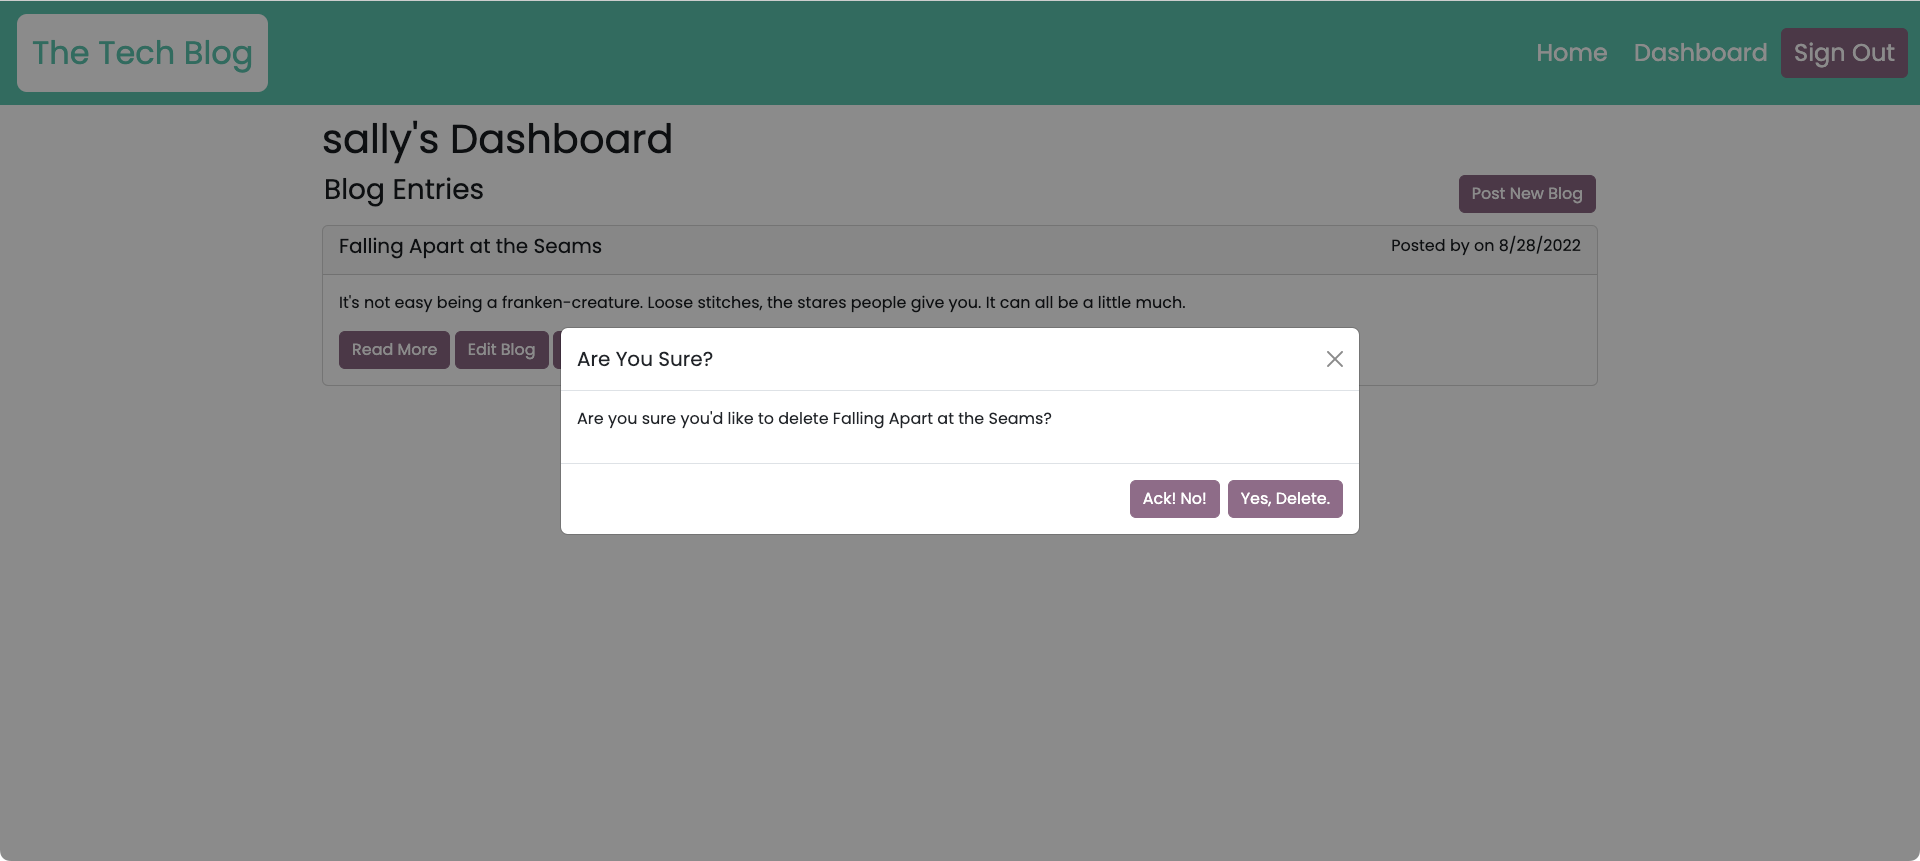 The Tech Blog
Home Dashboard Sign Out
sally's Dashboard
Blog Entries
Post New Blog
Falling Apart at the Seams
Posted by on 8/28/2022
It's not easy being a franken-creature. Loose stitches, the stares people give you. It can all be a little much.
Read More Edit Blog
Are You Sure?
Are you sure you'd like to delete Falling Apart at the Seams?
Ack! No! Yes, Delete.